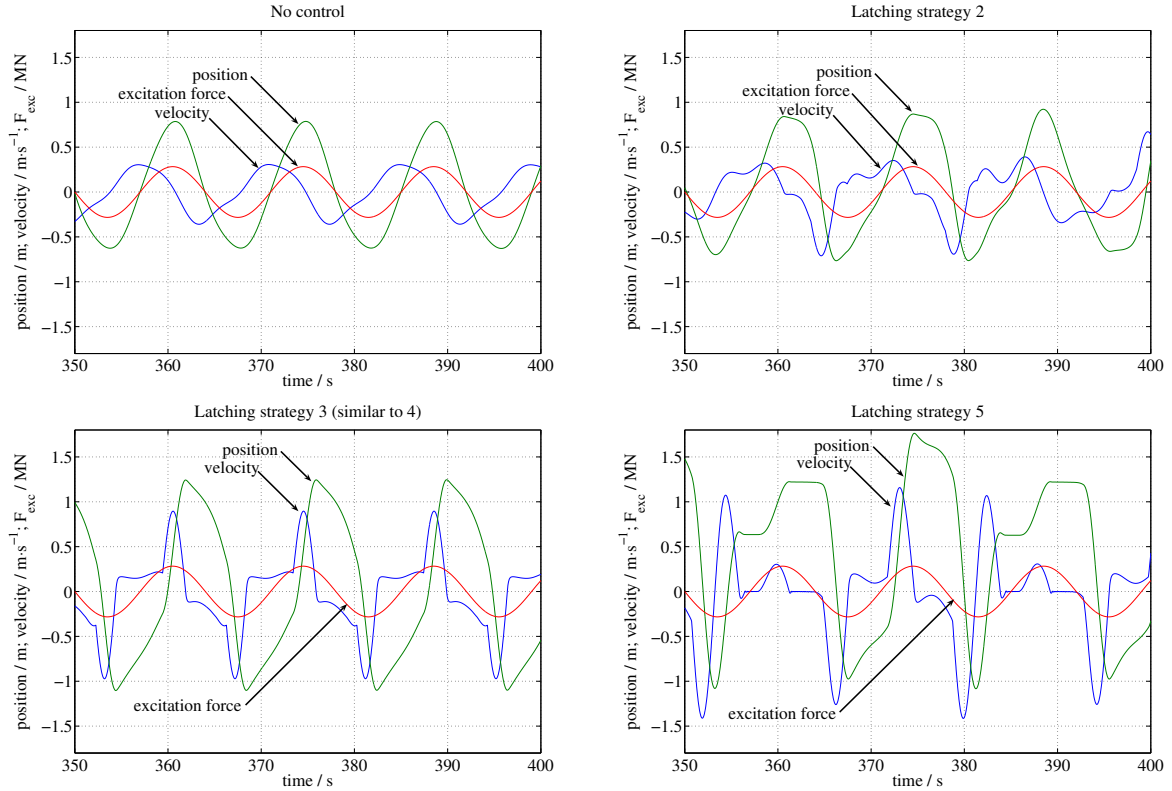 No control
position / m; velocity / m·s⁻¹; F_exc / MN
1.5
1
0.5
0
−0.5
−1
−1.5
position
excitation force
velocity
350 360 370 380 390 400
time / s
Latching strategy 2
position / m; velocity / m·s⁻¹; F_exc / MN
1.5
1
0.5
0
−0.5
−1
−1.5
position
excitation force
velocity
350 360 370 380 390 400
time / s
Latching strategy 3 (similar to 4)
position / m; velocity / m·s⁻¹; F_exc / MN
1.5
1
0.5
0
−0.5
−1
−1.5
position
velocity
excitation force
350 360 370 380 390 400
time / s
Latching strategy 5
position / m; velocity / m·s⁻¹; F_exc / MN
1.5
1
0.5
0
−0.5
−1
−1.5
position
velocity
excitation force
350 360 370 380 390 400
time / s